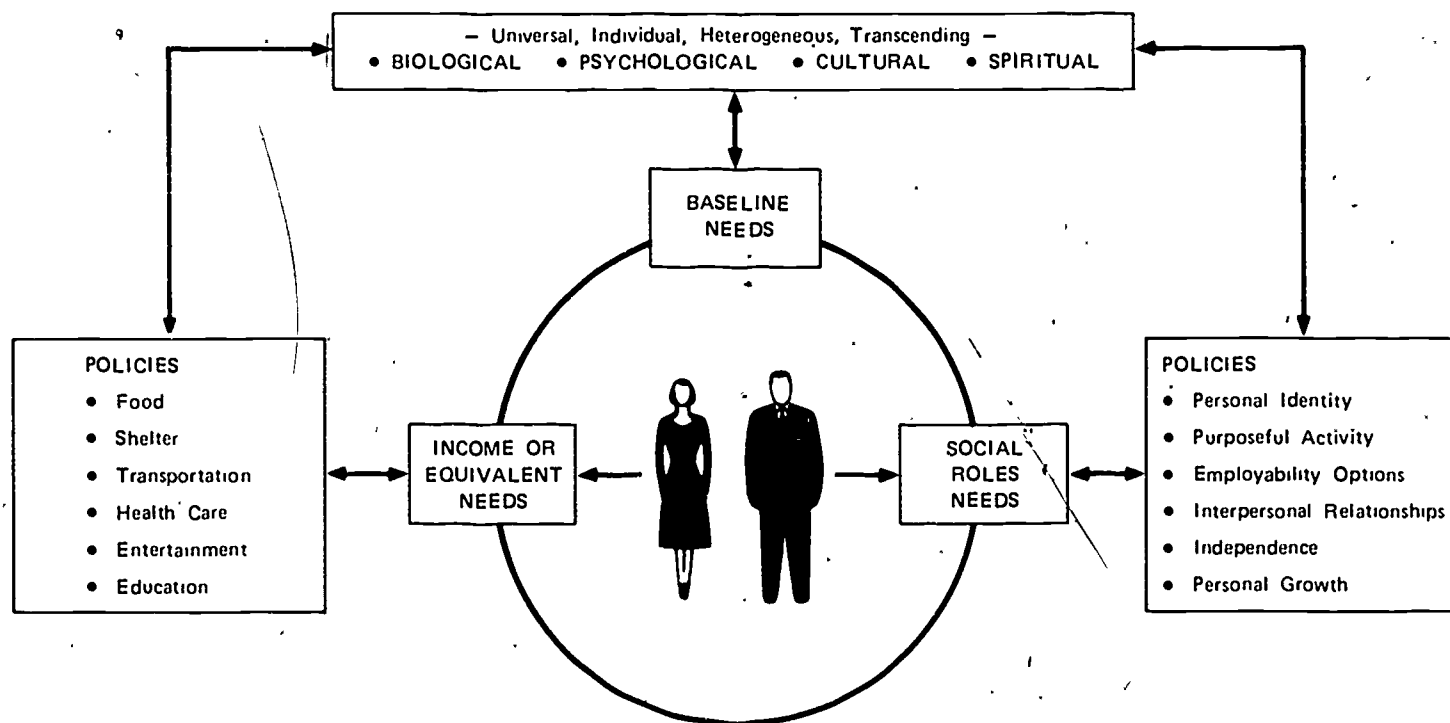 — Universal, Individual, Heterogeneous, Transcending —
• BIOLOGICAL • PSYCHOLOGICAL • CULTURAL • SPIRITUAL
BASELINE
NEEDS
POLICIES
• Food
• Shelter
• Transportation
• Health Care
• Entertainment
• Education
INCOME OR
EQUIVALENT
NEEDS
SOCIAL
ROLES
NEEDS
POLICIES
• Personal Identity
• Purposeful Activity
• Employability Options
• Interpersonal Relationships
• Independence
• Personal Growth